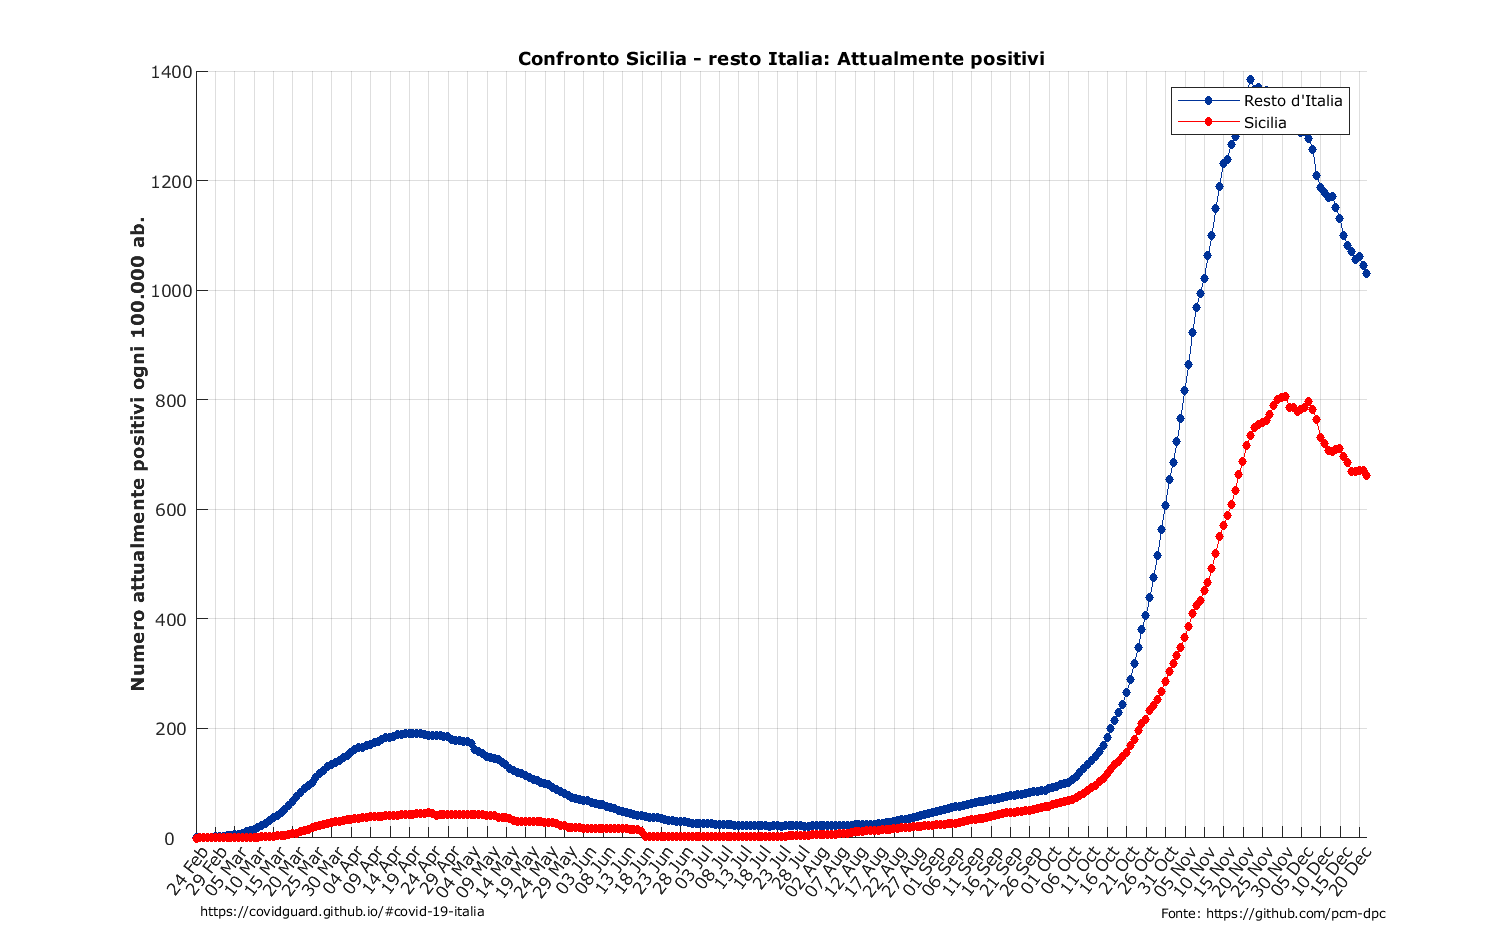 Confronto Sicilia - resto Italia: Attualmente positivi
Numero attualmente positivi ogni 100.000 ab.
1400
1200
1000
800
600
400
200
0
Resto d'Italia
Sicilia
24 Feb
29 Feb
05 Mar
10 Mar
15 Mar
20 Mar
25 Mar
30 Mar
04 Apr
09 Apr
14 Apr
19 Apr
24 Apr
29 Apr
04 May
09 May
14 May
19 May
24 May
29 May
03 Jun
08 Jun
13 Jun
18 Jun
23 Jun
28 Jun
03 Jul
08 Jul
13 Jul
18 Jul
23 Jul
28 Jul
02 Aug
07 Aug
12 Aug
17 Aug
22 Aug
27 Aug
01 Sep
06 Sep
11 Sep
16 Sep
21 Sep
26 Sep
01 Oct
06 Oct
11 Oct
16 Oct
21 Oct
26 Oct
31 Oct
05 Nov
10 Nov
15 Nov
20 Nov
25 Nov
30 Nov
05 Dec
10 Dec
15 Dec
20 Dec
https://covidguard.github.io/#covid-19-italia
Fonte: https://github.com/pcm-dpc